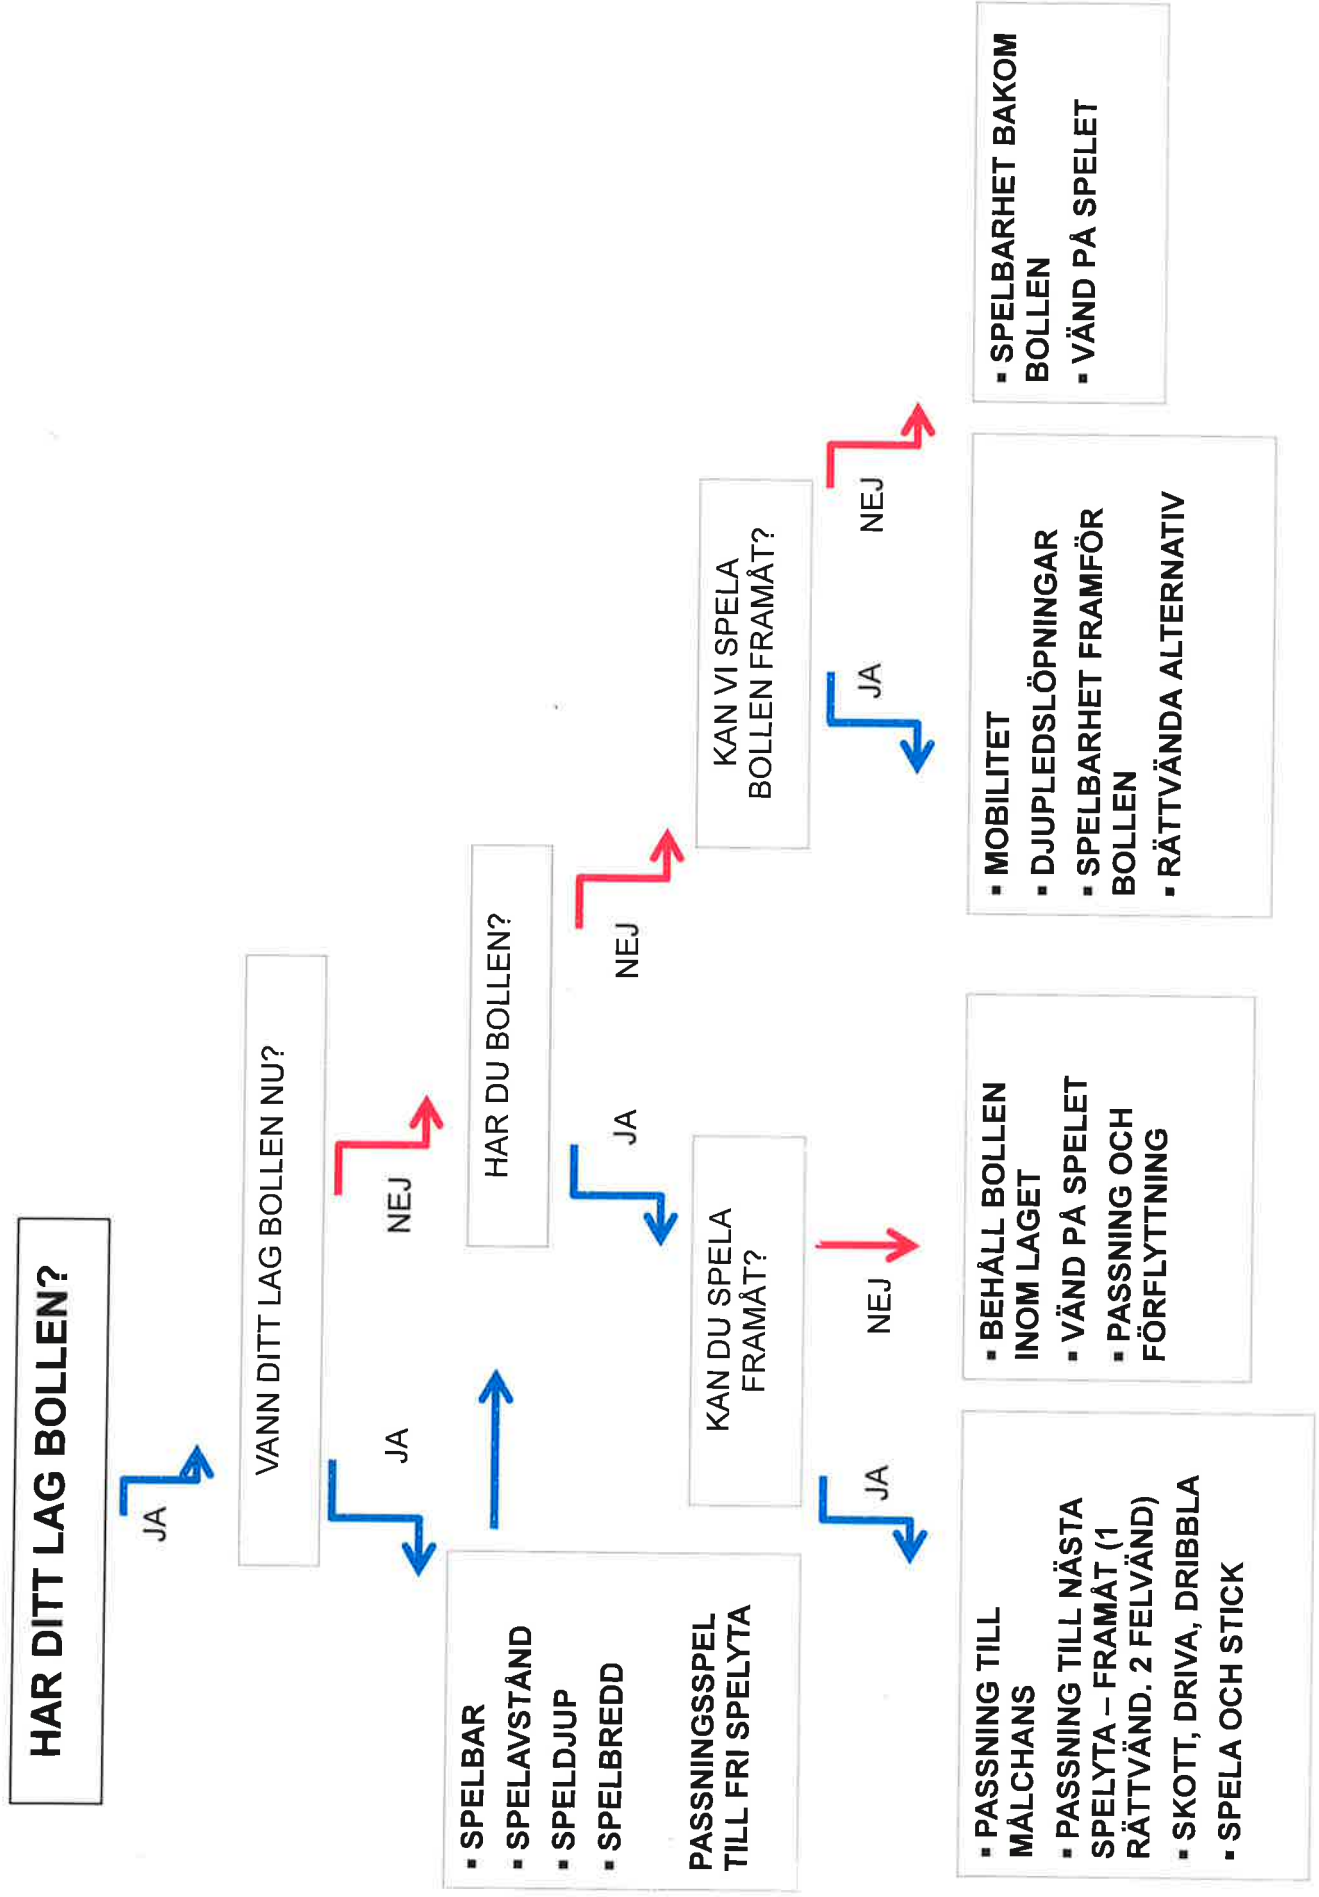 HAR DITT LAG BOLLEN?
JA
VANN DITT LAG BOLLEN NU?
JA
NEJ
▪ SPELBAR
▪ SPELAVSTÅND
▪ SPELDJUP
▪ SPELBREDD
PASSNINGSSPEL
TILL FRI SPELYTA
HAR DU BOLLEN?
JA
NEJ
KAN DU SPELA
FRAMÅT?
JA
NEJ
KAN VI SPELA
BOLLEN FRAMÅT?
JA
NEJ
▪ PASSNING TILL
MÅLCHANS
▪ PASSNING TILL NÄSTA
SPELYTA – FRAMÅT (1
RÄTTVÄND. 2 FELVÄND)
▪ SKOTT, DRIVA, DRIBBLA
▪ SPELA OCH STICK
▪ BEHÅLL BOLLEN
INOM LAGET
▪ VÄND PÅ SPELET
▪ PASSNING OCH
FÖRFLYTTNING
▪ MOBILITET
▪ DJUPLEDSLÖPNINGAR
▪ SPELBARHET FRAMFÖR
BOLLEN
▪ RÄTTVÄNDA ALTERNATIV
▪ SPELBARHET BAKOM
BOLLEN
▪ VÄND PÅ SPELET